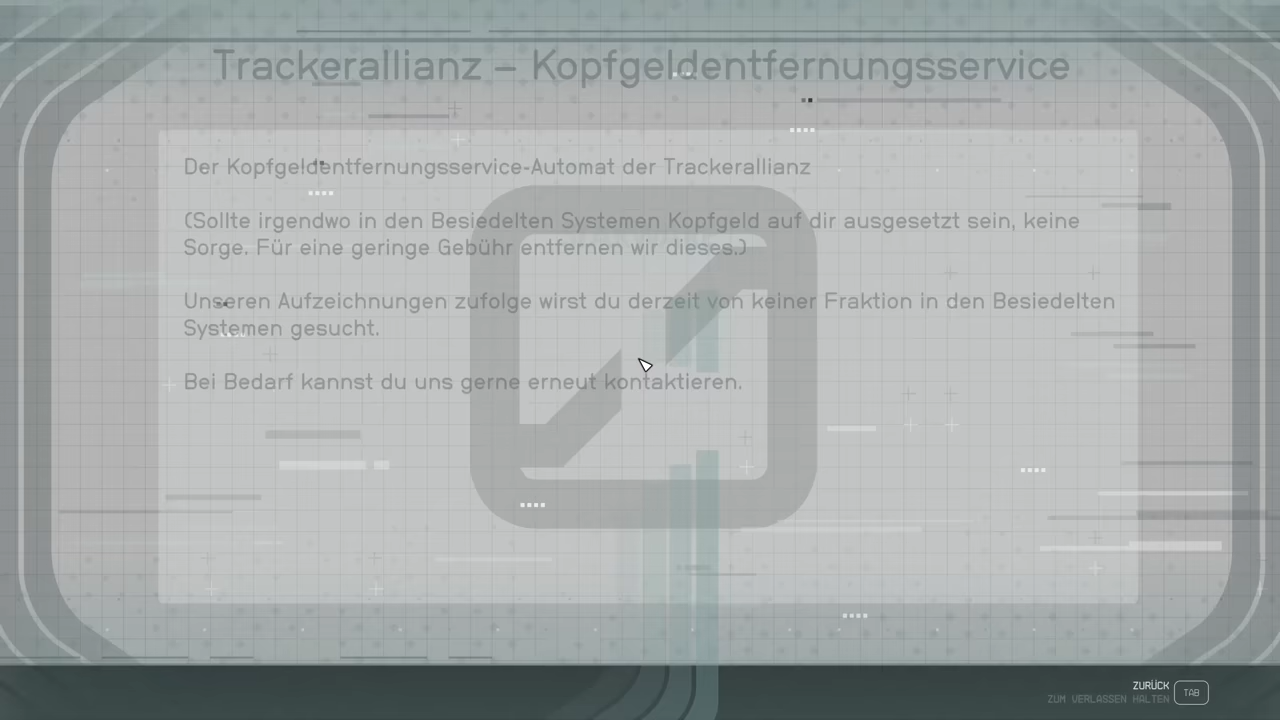 Trackerallianz – Kopfgeldentfernungsservice
Der Kopfgeldentfernungsservice-Automat der Trackerallianz
(Sollte irgendwo in den Besiedelten Systemen Kopfgeld auf dir ausgesetzt sein, keine
Sorge. Für eine geringe Gebühr entfernen wir dieses.)
Unseren Aufzeichnungen zufolge wirst du derzeit von keiner Fraktion in den Besiedelten
Systemen gesucht.
Bei Bedarf kannst du uns gerne erneut kontaktieren.
ZURÜCK
ZUM VERLASSEN HALTEN TAB